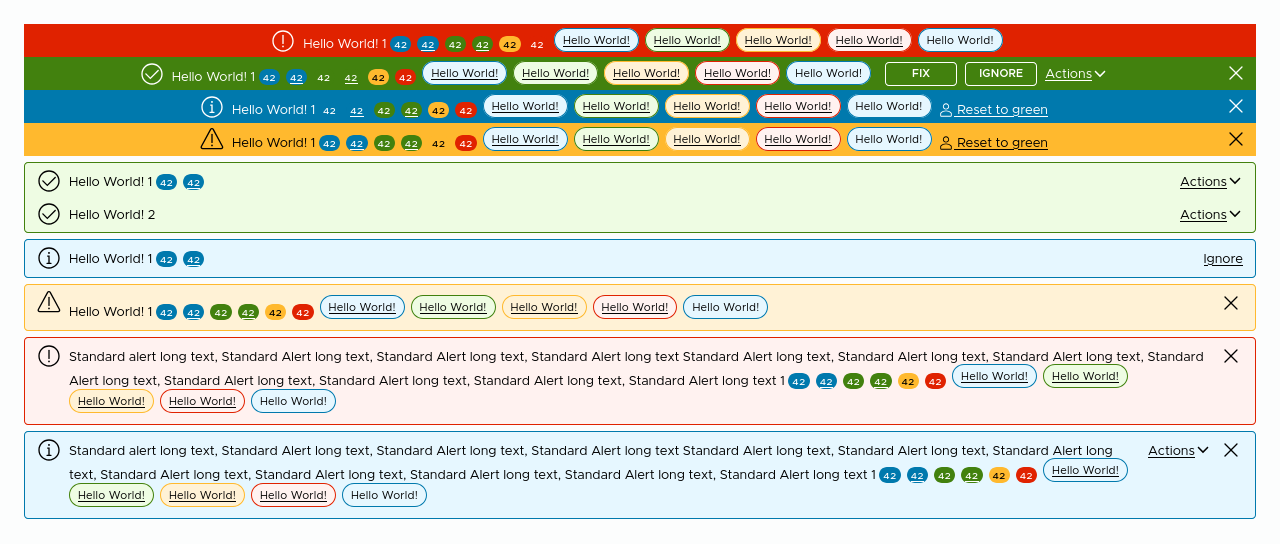 Hello World! 1 42 42 42 42 42 42 Hello World! Hello World! Hello World! Hello World! Hello World!
Hello World! 1 42 42 42 42 42 42 Hello World! Hello World! Hello World! Hello World! Hello World! FIX IGNORE Actions
Hello World! 1 42 42 42 42 42 42 Hello World! Hello World! Hello World! Hello World! Hello World! Reset to green
Hello World! 1 42 42 42 42 42 42 Hello World! Hello World! Hello World! Hello World! Hello World! Reset to green
Hello World! 1 42 42 Actions
Hello World! 2 Actions
Hello World! 1 42 42 Ignore
Hello World! 1 42 42 42 42 42 42 Hello World! Hello World! Hello World! Hello World! Hello World!
Standard alert long text, Standard Alert long text, Standard Alert long text, Standard Alert long text Standard Alert long text, Standard Alert long text, Standard Alert long text, Standard
Alert long text, Standard Alert long text, Standard Alert long text, Standard Alert long text, Standard Alert long text 1 42 42 42 42 42 42 Hello World! Hello World!
Hello World! Hello World! Hello World!
Standard alert long text, Standard Alert long text, Standard Alert long text, Standard Alert long text Standard Alert long text, Standard Alert long text, Standard Alert long Actions
text, Standard Alert long text, Standard Alert long text, Standard Alert long text, Standard Alert long text, Standard Alert long text 1 42 42 42 42 42 42 Hello World!
Hello World! Hello World! Hello World! Hello World!